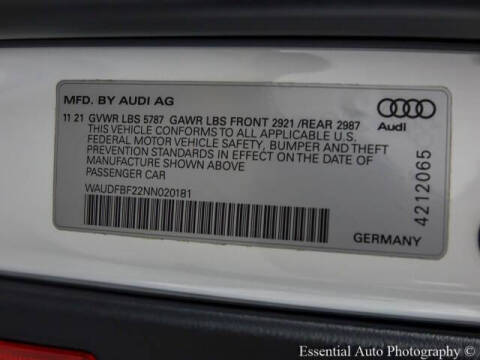 MFD. BY AUDI AG
11 21 GVWR LBS 5787 GAWR LBS FRONT 2921 /REAR 2987
THIS VEHICLE CONFORMS TO ALL APPLICABLE U.S.
FEDERAL MOTOR VEHICLE SAFETY, BUMPER AND THEFT
PREVENTION STANDARDS IN EFFECT ON THE DATE OF
MANUFACTURE SHOWN ABOVE
PASSENGER CAR
WAUDFBF22NN020181
Audi
4212065
GERMANY
Essential Auto Photography ©